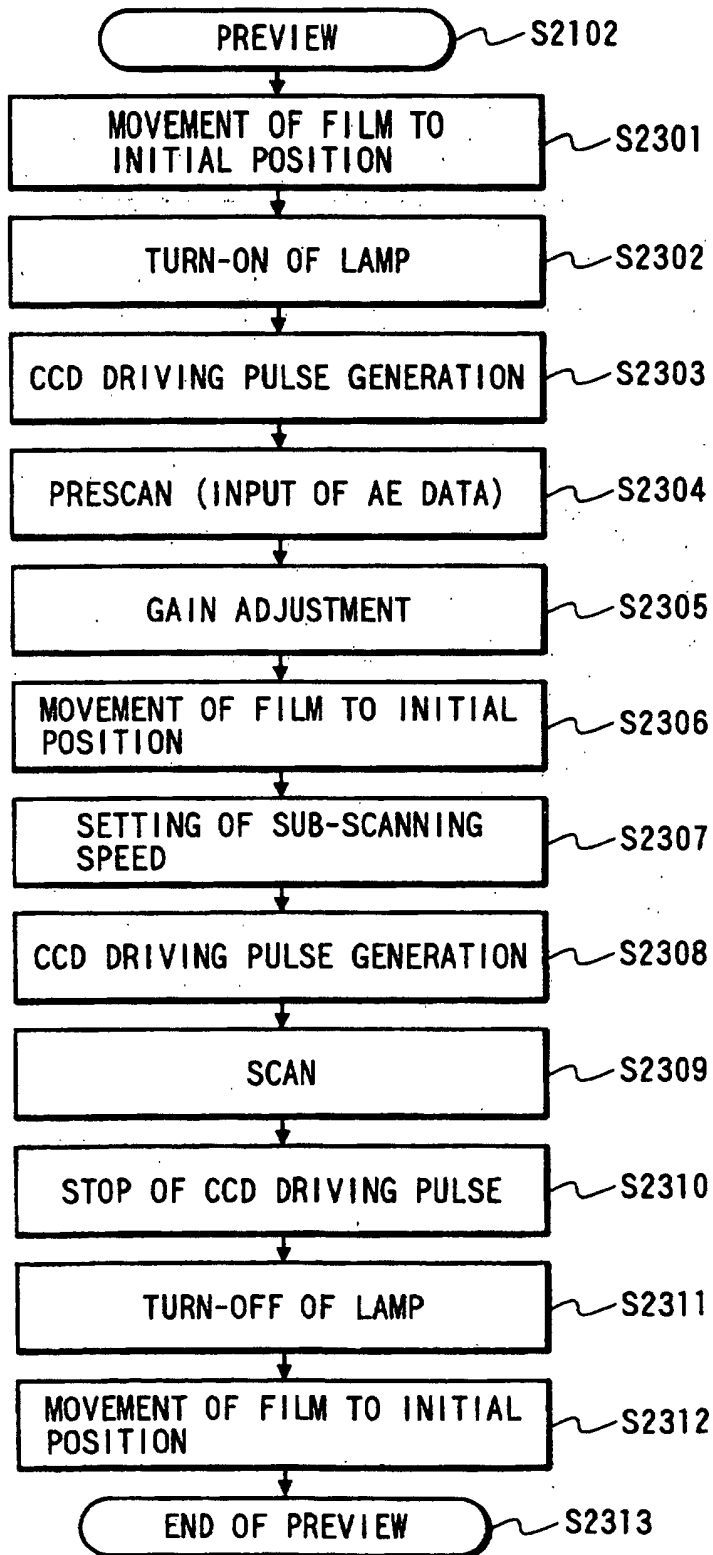 PREVIEW S2102
MOVEMENT OF FILM TO
INITIAL POSITION S2301
TURN-ON OF LAMP S2302
CCD DRIVING PULSE GENERATION S2303
PRESCAN (INPUT OF AE DATA) S2304
GAIN ADJUSTMENT S2305
MOVEMENT OF FILM TO INITIAL
POSITION S2306
SETTING OF SUB-SCANNING
SPEED S2307
CCD DRIVING PULSE GENERATION S2308
SCAN S2309
STOP OF CCD DRIVING PULSE S2310
TURN-OFF OF LAMP S2311
MOVEMENT OF FILM TO INITIAL
POSITION S2312
END OF PREVIEW S2313